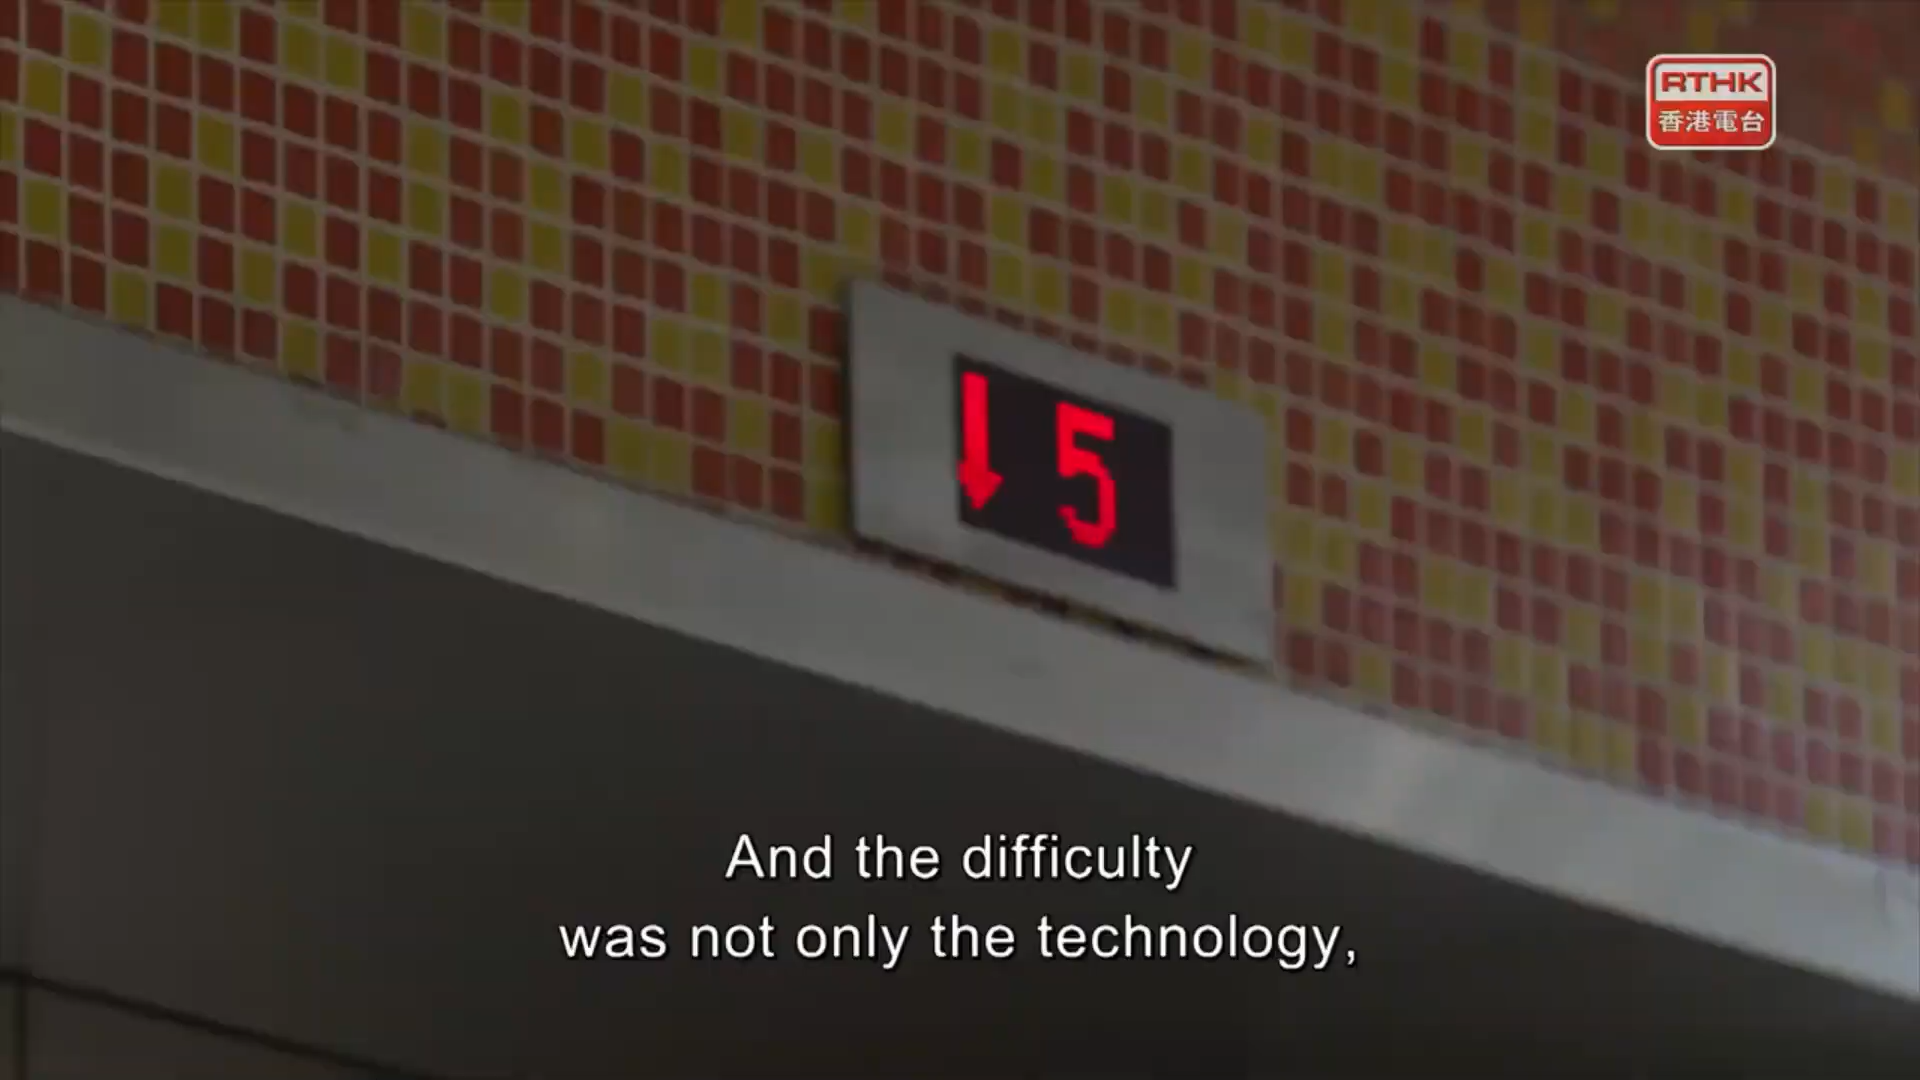 RTHK
香港電台
↓ 5
And the difficulty
was not only the technology,